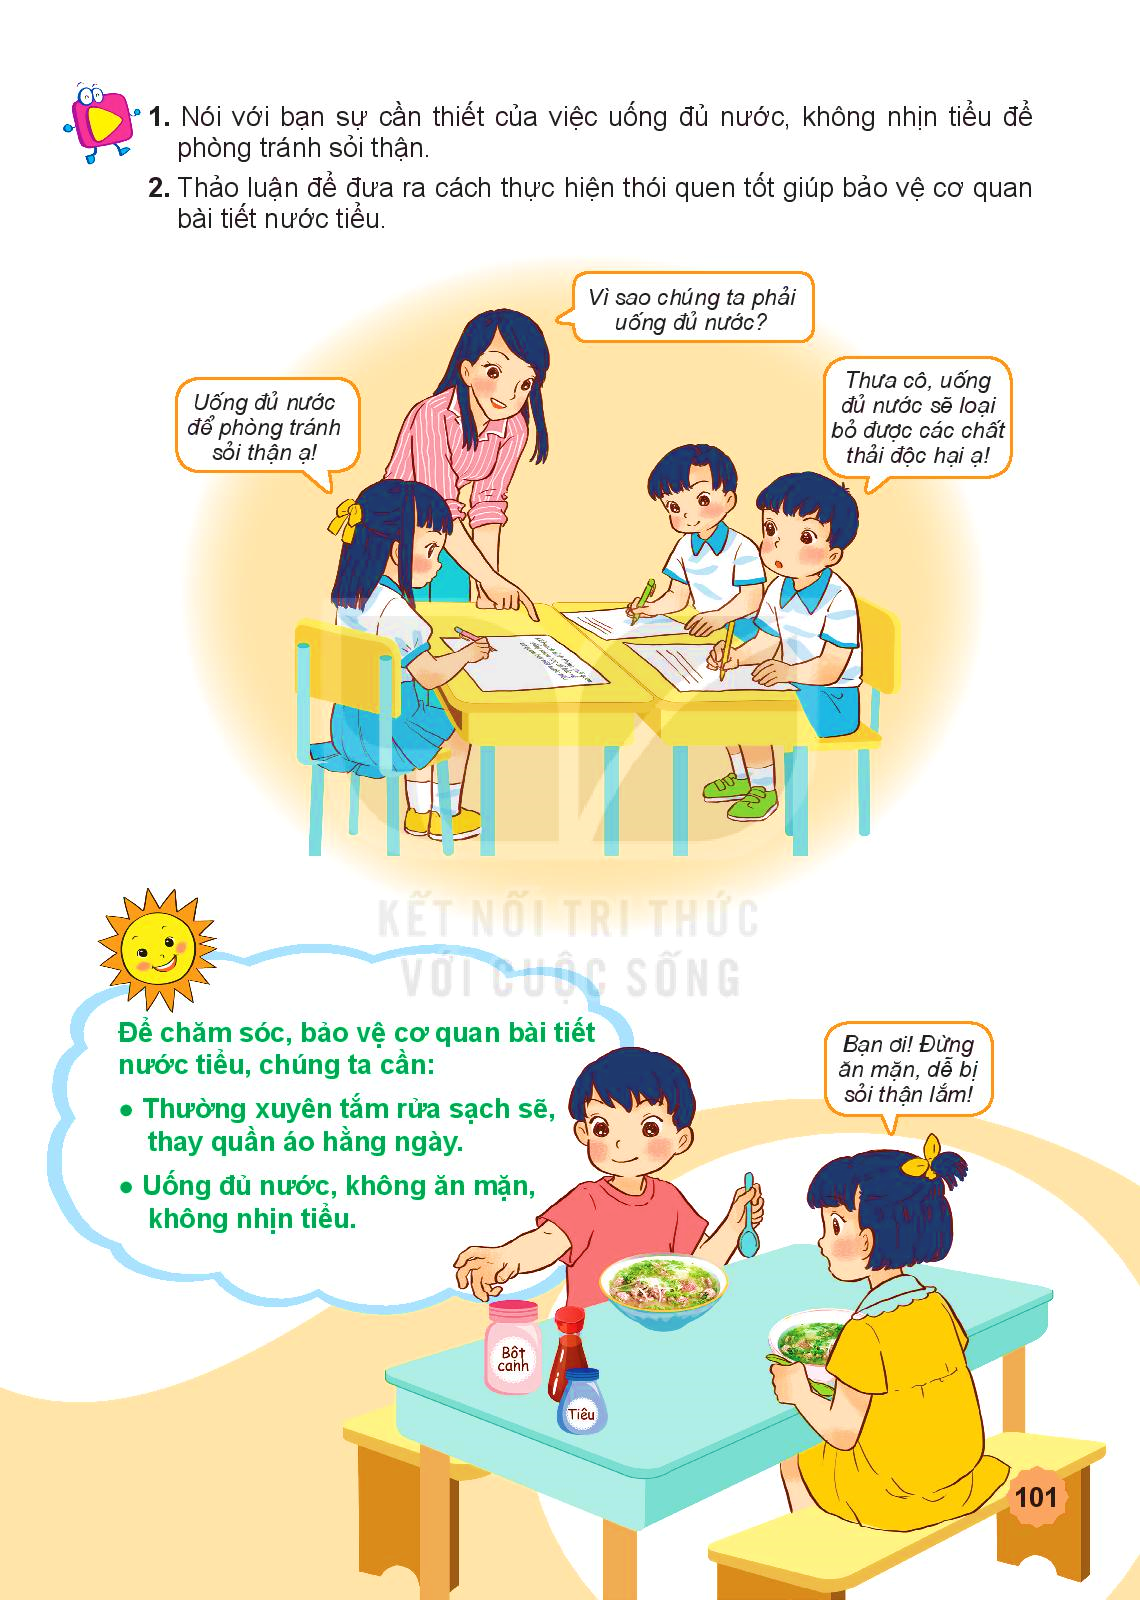 1. Nói với bạn sự cần thiết của việc uống đủ nước, không nhịn tiểu để
phòng tránh sỏi thận.
2. Thảo luận để đưa ra cách thực hiện thói quen tốt giúp bảo vệ cơ quan
bài tiết nước tiểu.
Vì sao chúng ta phải
uống đủ nước?
Uống đủ nước
để phòng tránh
sỏi thận ạ!
Thưa cô, uống
đủ nước sẽ loại
bỏ được các chất
thải độc hại ạ!
KẾT NỐI TRI THỨC
VỚI CUỘC SỐNG
Để chăm sóc, bảo vệ cơ quan bài tiết
nước tiểu, chúng ta cần:
● Thường xuyên tắm rửa sạch sẽ,
thay quần áo hằng ngày.
● Uống đủ nước, không ăn mặn,
không nhịn tiểu.
Bạn ơi! Đừng
ăn mặn, dễ bị
sỏi thận lắm!
Bột
canh
Tiêu
101